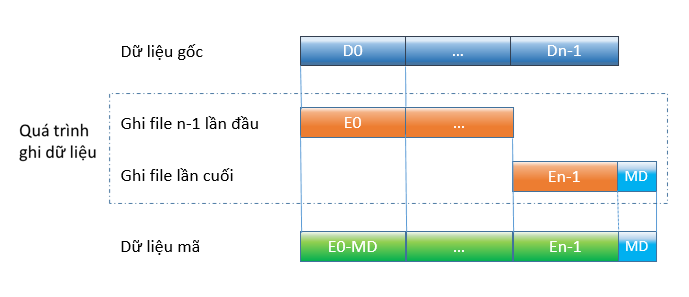 Dữ liệu gốc
D0
...
Dn-1
Quá trình
ghi dữ liệu
Ghi file n-1 lần đầu
E0
...
Ghi file lần cuối
En-1
MD
Dữ liệu mã
E0-MD
...
En-1
MD